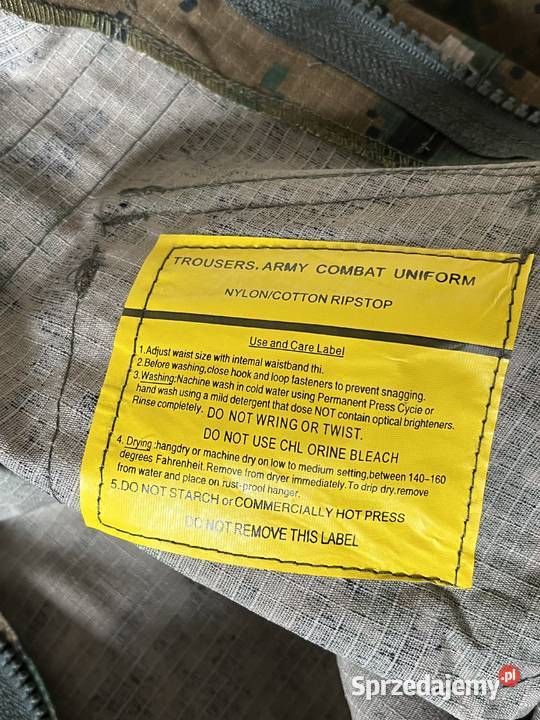 TROUSERS. ARMY COMBAT UNIFORM
NYLON/COTTON RIPSTOP
Use and Care Label
1.Adjust waist size with internal waistband thi.
2.Before washing,close hook and loop fasteners to prevent snagging.
3.Washing:Nachine wash in cold water using Permanent Press Cycie or
hand wash using a mild detergent that dose NOT contain optical brighteners.
Rinse completely. DO NOT WRING OR TWIST.
DO NOT USE CHL ORINE BLEACH
4. Drying :hangdry or machine dry on low to medium setting,between 140-160
degrees Fahrenheit.Remove from dryer immediately.To drip dry,remove
from water and place on rust-proof hanger.
5.DO NOT STARCH or COMMERCIALLY HOT PRESS
DO NOT REMOVE THIS LABEL
Sprzedajemy.pl